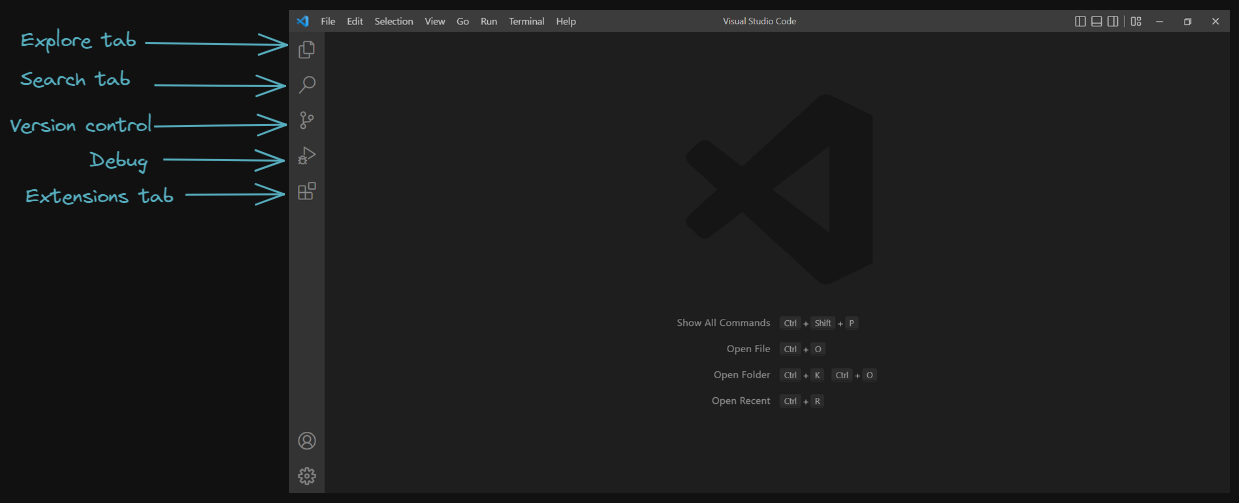 File Edit Selection View Go Run Terminal Help Visual Studio Code
Explore tab
Search tab
Version control
Debug
Extensions tab
Show All Commands Ctrl + Shift + P
Open File Ctrl + O
Open Folder Ctrl + K Ctrl + O
Open Recent Ctrl + R